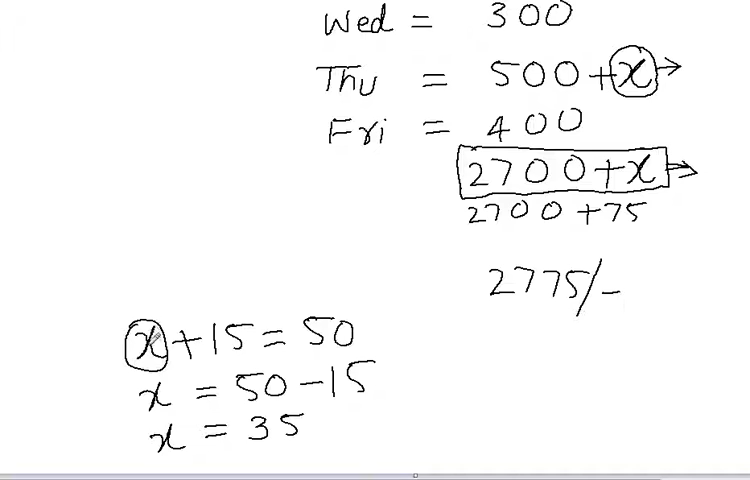 Wed = 300
Thu = 500+x
Fri = 400
2700+x
2700+75
2775/-
x+15=50
x = 50-15
x = 35